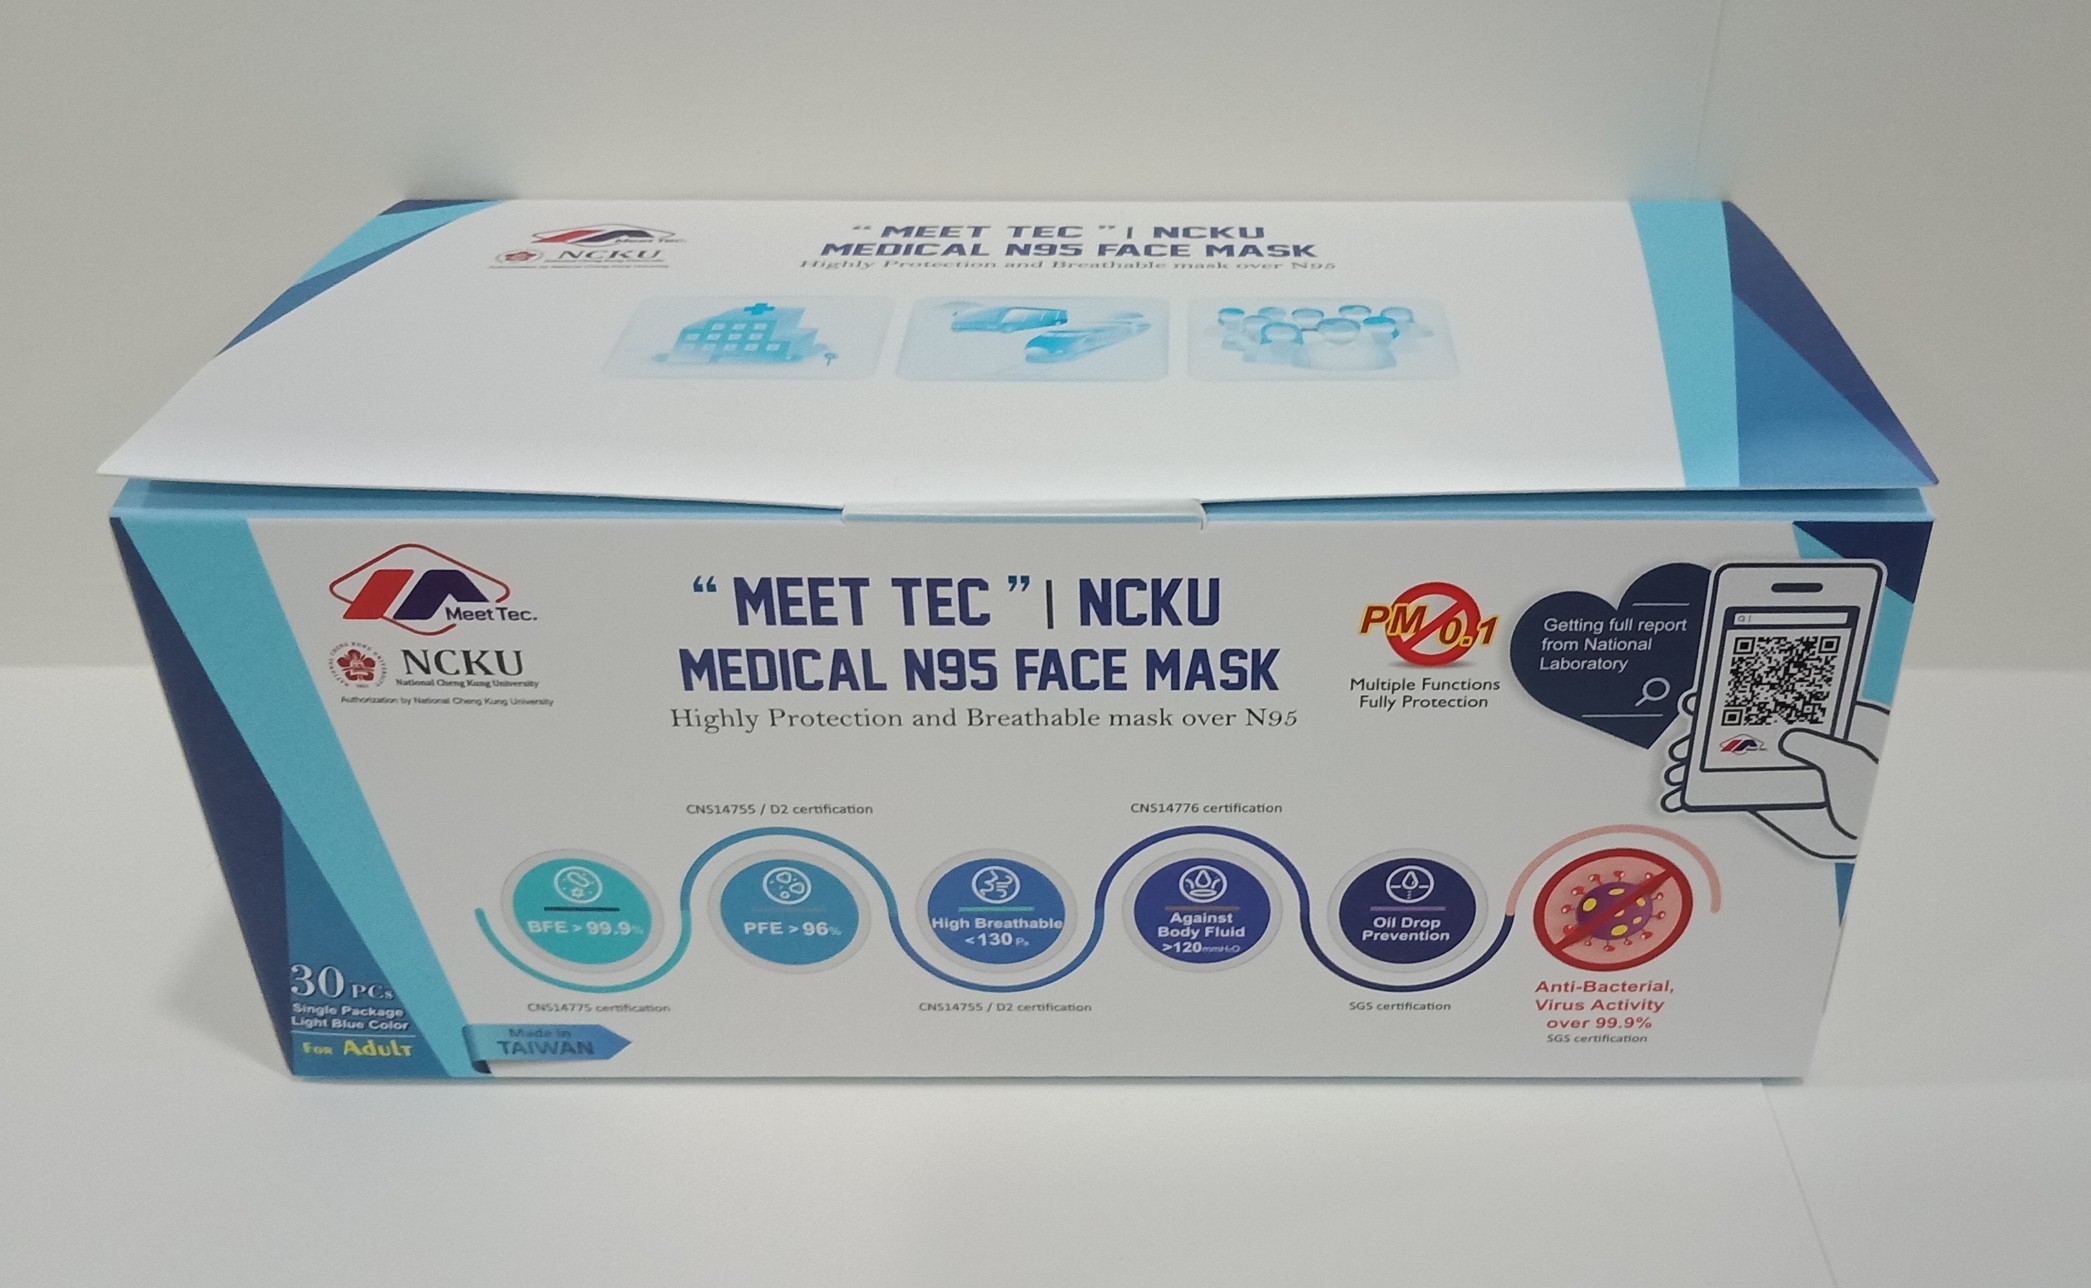 Meet Tec.
NCKU
“ MEET TEC ” | NCKU
MEDICAL N95 FACE MASK
Highly Protection and Breathable mask over N95
Meet Tec.
NCKU
National Cheng Kung University
Authorization by National Cheng Kung University
“ MEET TEC ” | NCKU
MEDICAL N95 FACE MASK
Highly Protection and Breathable mask over N95
PM 0.1
Multiple Functions
Fully Protection
Getting full report
from National
Laboratory
CNS14755 / D2 certification
CNS14776 certification
BFE > 99.9%
PFE > 96%
High Breathable
<130 Pa
Against
Body Fluid
>120mmH₂O
Oil Drop
Prevention
CNS14775 certification
CNS14755 / D2 certification
SGS certification
Anti-Bacterial,
Virus Activity
over 99.9%
SGS certification
30 PCs
Single Package
Light Blue Color
For Adult
Made in
TAIWAN